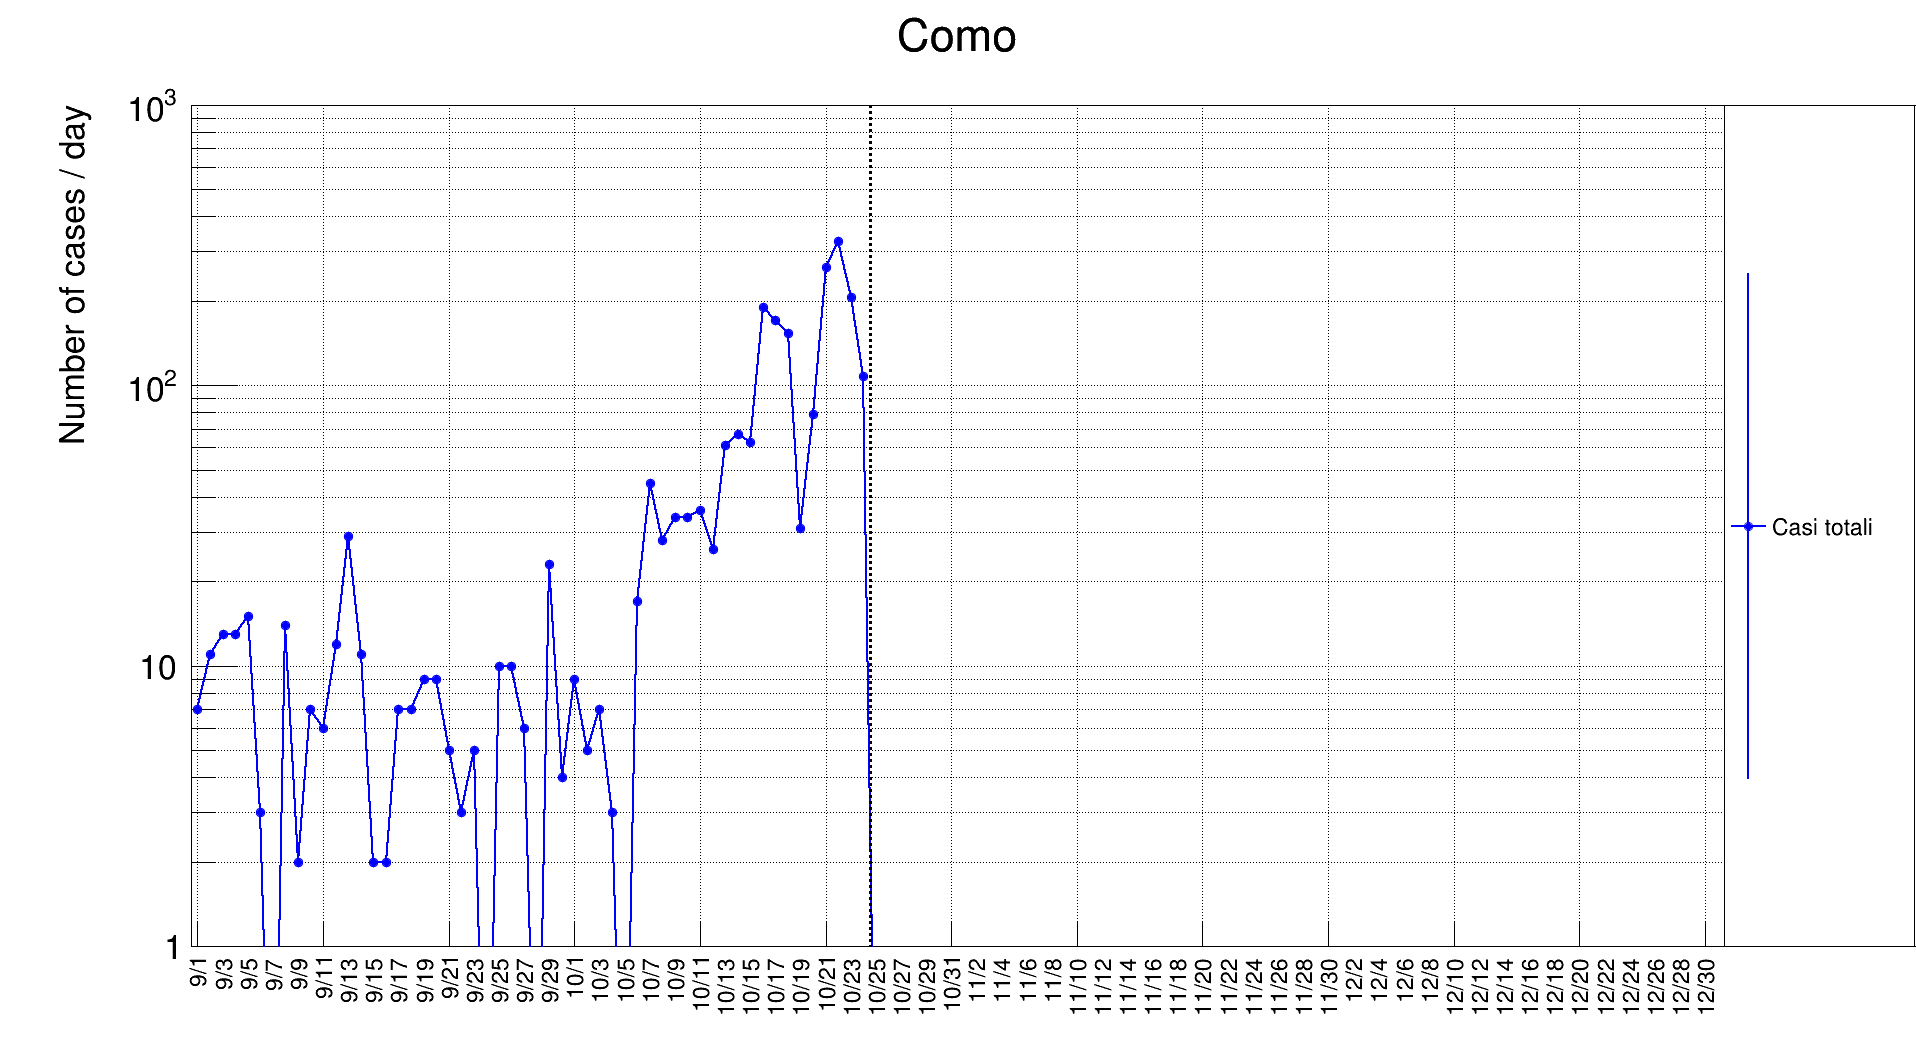 Como
Number of cases / day
10³
10²
10
1
9/1 9/3 9/5 9/7 9/9 9/11 9/13 9/15 9/17 9/19 9/21 9/23 9/25 9/27 9/29 10/1 10/3 10/5 10/7 10/9 10/11 10/13 10/15 10/17 10/19 10/21 10/23 10/25 10/27 10/29 10/31 11/2 11/4 11/6 11/8 11/10 11/12 11/14 11/16 11/18 11/20 11/22 11/24 11/26 11/28 11/30 12/2 12/4 12/6 12/8 12/10 12/12 12/14 12/16 12/18 12/20 12/22 12/24 12/26 12/28 12/30
Casi totali